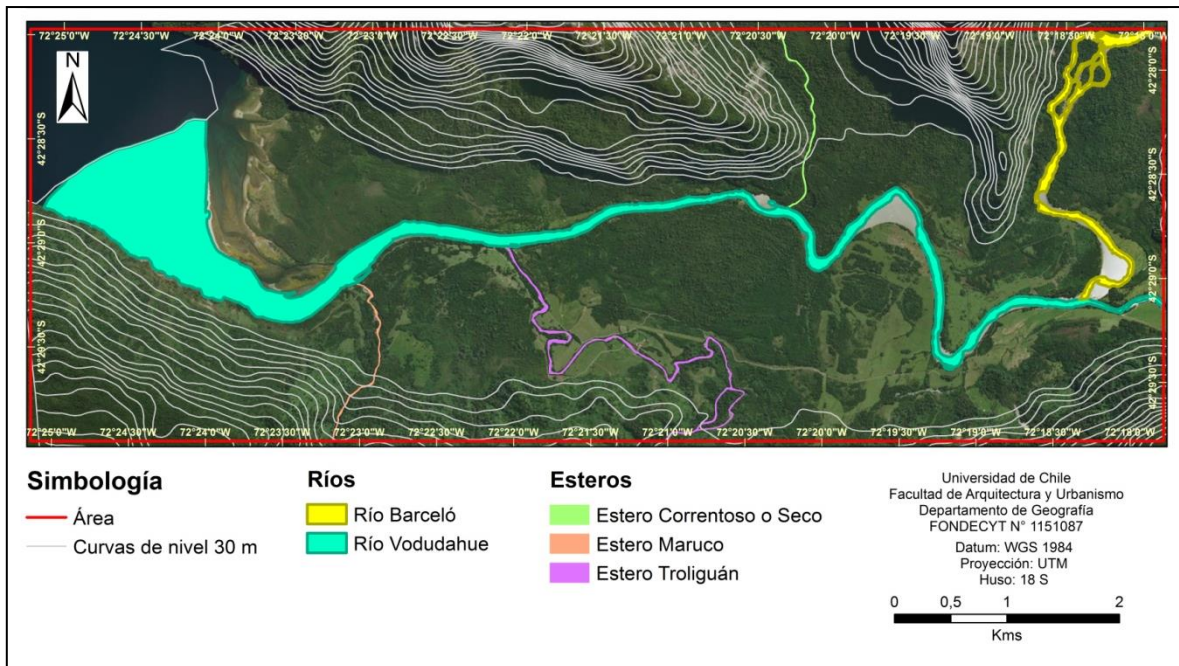 72°25'0"W 72°24'30"W 72°24'0"W 72°23'30"W 72°23'0"W 72°22'30"W 72°22'0"W 72°21'30"W 72°21'0"W 72°20'30"W 72°20'0"W 72°19'30"W 72°19'0"W 72°18'30"W 72°18'0"W
N
42°28'0"S
42°28'30"S
42°28'30"S
42°29'0"S
42°29'0"S
42°29'30"S
42°29'30"S
72°25'0"W 72°24'30"W 72°24'0"W 72°23'30"W 72°23'0"W 72°22'30"W 72°22'0"W 72°21'30"W 72°21'0"W 72°20'30"W 72°20'0"W 72°19'30"W 72°19'0"W 72°18'30"W 72°18'0"W
Simbología
Área
Curvas de nivel 30 m
Ríos
Río Barceló
Río Vodudahue
Esteros
Estero Correntoso o Seco
Estero Maruco
Estero Troliguán
Universidad de Chile
Facultad de Arquitectura y Urbanismo
Departamento de Geografía
FONDECYT N° 1151087
Datum: WGS 1984
Proyección: UTM
Huso: 18 S
0 0,5 1 2
Kms